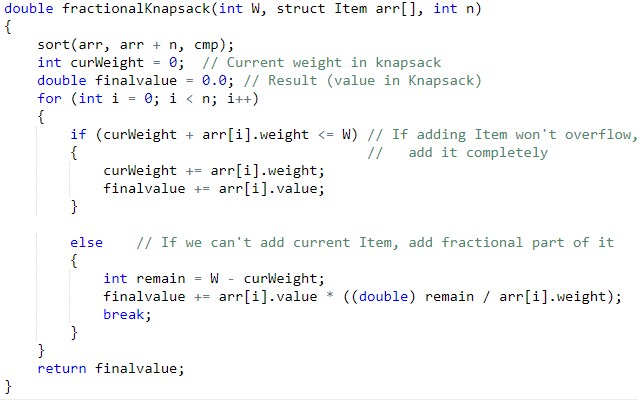 double fractionalKnapsack(int W, struct Item arr[], int n)
{
    sort(arr, arr + n, cmp);
    int curWeight = 0;  // Current weight in knapsack
    double finalvalue = 0.0; // Result (value in Knapsack)
    for (int i = 0; i < n; i++)
    {
        if (curWeight + arr[i].weight <= W) // If adding Item won't overflow,
        {                                   //   add it completely
            curWeight += arr[i].weight;
            finalvalue += arr[i].value;
        }
        else    // If we can't add current Item, add fractional part of it
        {
            int remain = W - curWeight;
            finalvalue += arr[i].value * ((double) remain / arr[i].weight);
            break;
        }
    }
    return finalvalue;
}